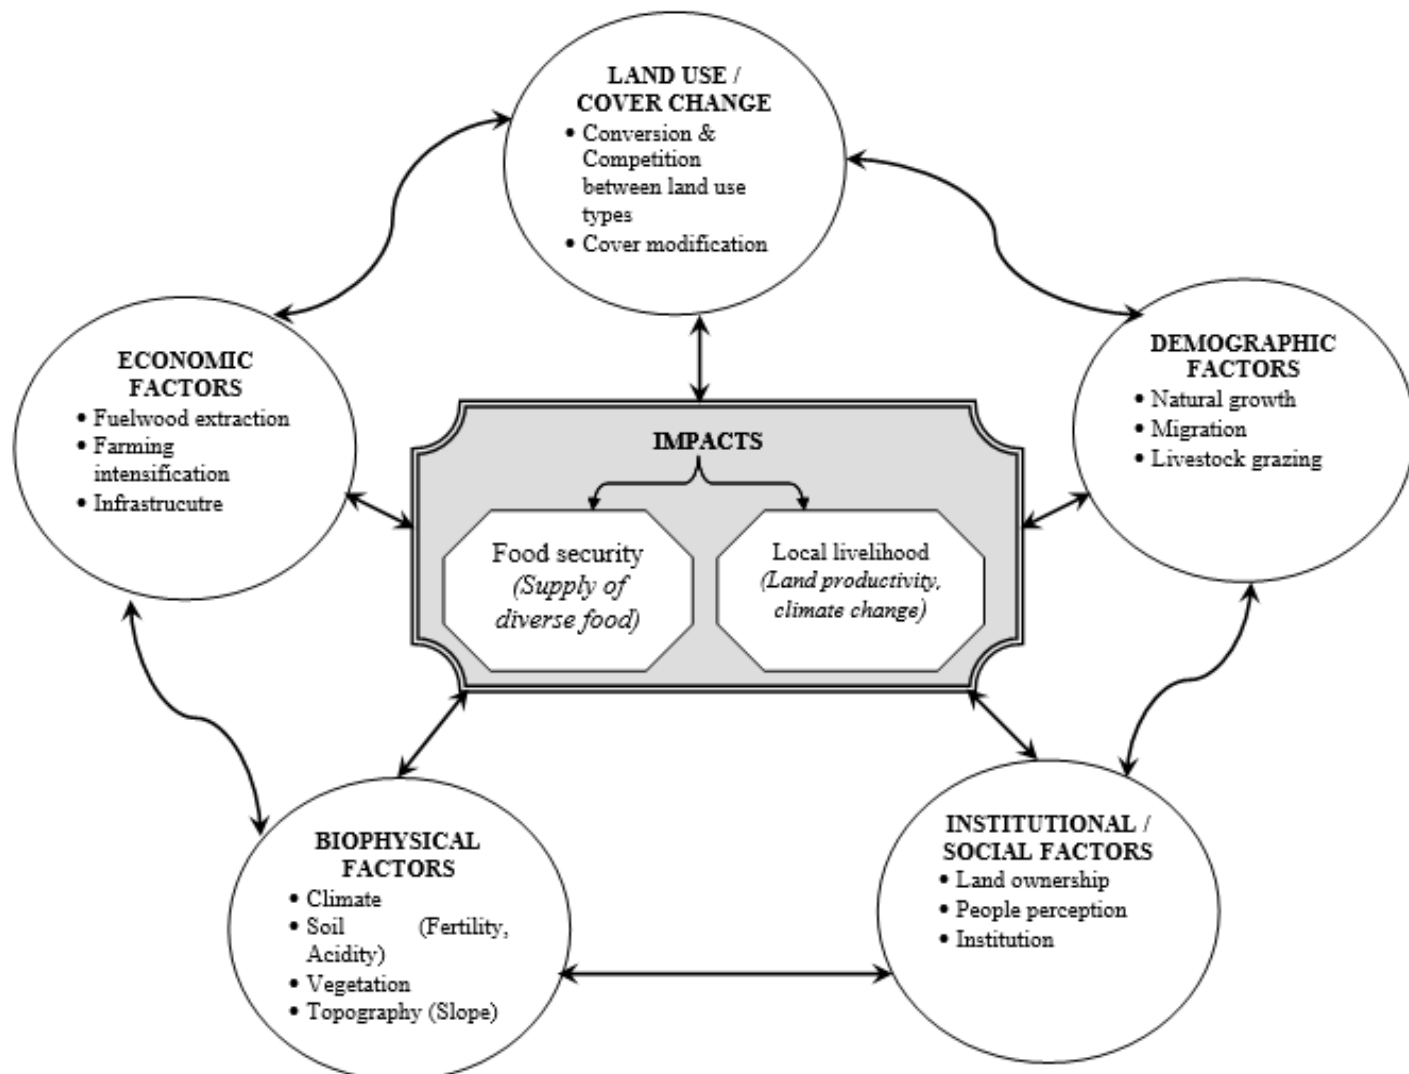 LAND USE /
COVER CHANGE
• Conversion &
Competition
between land use
types
• Cover modification
ECONOMIC
FACTORS
• Fuelwood extraction
• Farming
intensification
• Infrastrucutre
DEMOGRAPHIC
FACTORS
• Natural growth
• Migration
• Livestock grazing
IMPACTS
Food security
(Supply of
diverse food)
Local livelihood
(Land productivity,
climate change)
BIOPHYSICAL
FACTORS
• Climate
• Soil (Fertility,
Acidity)
• Vegetation
• Topography (Slope)
INSTITUTIONAL /
SOCIAL FACTORS
• Land ownership
• People perception
• Institution